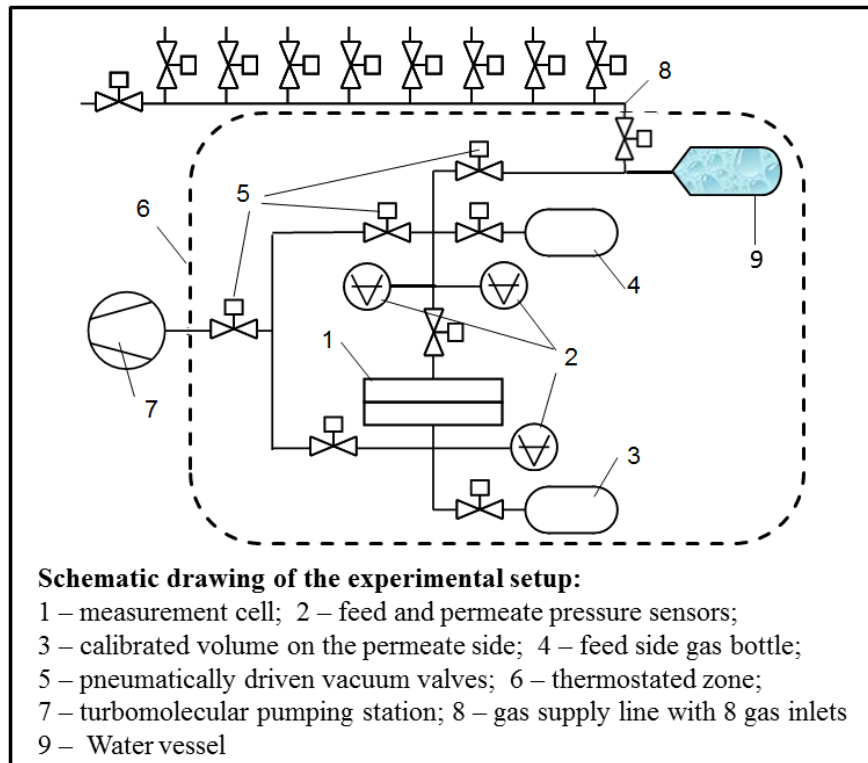 8
5
6
9
4
1
2
7
3
Schematic drawing of the experimental setup:
1 – measurement cell;  2 – feed and permeate pressure sensors;
3 – calibrated volume on the permeate side;  4 – feed side gas bottle;
5 – pneumatically driven vacuum valves; 6 – thermostated zone;
7 – turbomolecular pumping station; 8 – gas supply line with 8 gas inlets
9 –  Water vessel